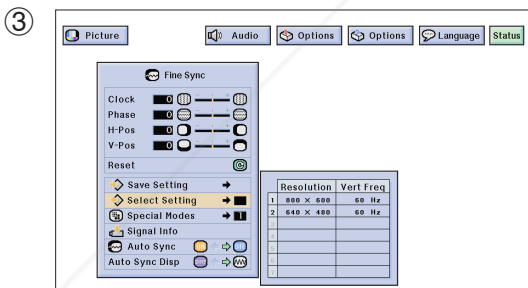 ③
Picture Audio Options Options Language Status
Fine Sync
Clock 0
Phase 0
H-Pos 0
V-Pos 0
Reset
Save Setting
Select Setting
Special Modes 1
Signal Info
Auto Sync
Auto Sync Disp
Resolution Vert Freq
1 800 × 600 60 Hz
2 640 × 480 60 Hz
3
4
5
6
7